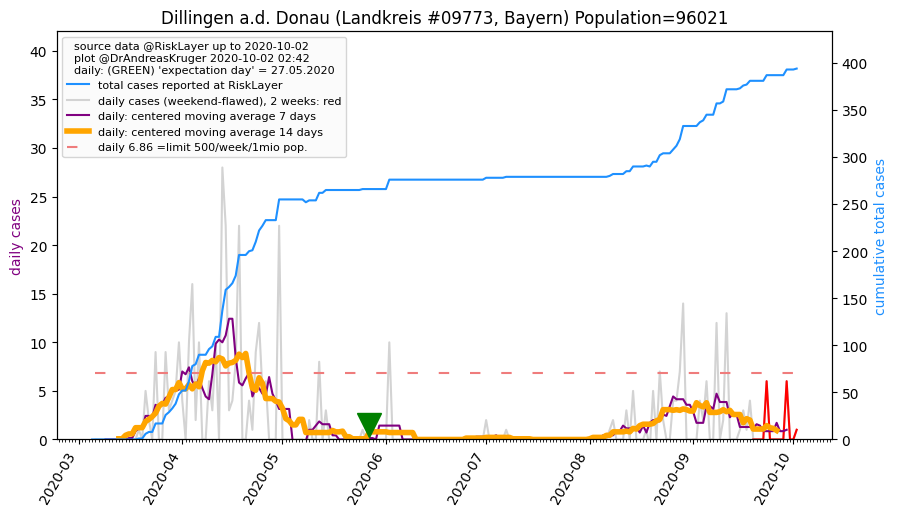 Dillingen a.d. Donau (Landkreis #09773, Bayern) Population=96021
source data @RiskLayer up to 2020-10-02
plot @DrAndreasKruger 2020-10-02 02:42
daily: (GREEN) 'expectation day' = 27.05.2020
total cases reported at RiskLayer
daily cases (weekend-flawed), 2 weeks: red
daily: centered moving average 7 days
daily: centered moving average 14 days
daily 6.86 =limit 500/week/1mio pop.
daily cases
40
35
30
25
20
15
10
5
0
cumulative total cases
400
350
300
250
200
150
100
50
0
2020-03
2020-04
2020-05
2020-06
2020-07
2020-08
2020-09
2020-10